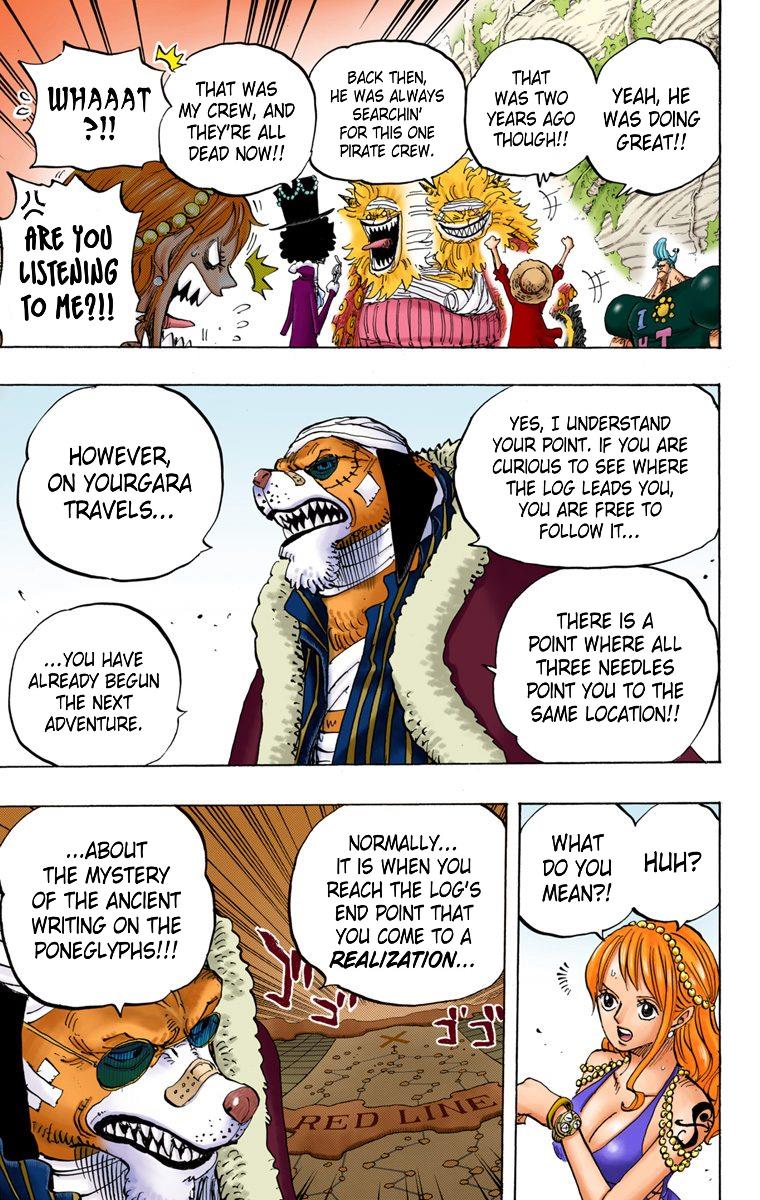 YEAH, HE
WAS DOING
GREAT!!
THAT
WAS TWO
YEARS AGO
THOUGH!!
BACK THEN,
HE WAS ALWAYS
SEARCHIN'
FOR THIS ONE
PIRATE CREW.
THAT WAS
MY CREW, AND
THEY'RE ALL
DEAD NOW!!
WHAAAT
?!!
ARE YOU
LISTENING
TO ME?!!
YES, I UNDERSTAND
YOUR POINT. IF YOU ARE
CURIOUS TO SEE WHERE
THE LOG LEADS YOU,
YOU ARE FREE TO
FOLLOW IT...
THERE IS A
POINT WHERE ALL
THREE NEEDLES
POINT YOU TO THE
SAME LOCATION!!
HOWEVER,
ON YOURGARA
TRAVELS...
...YOU HAVE
ALREADY BEGUN
THE NEXT
ADVENTURE.
HUH?
WHAT
DO YOU
MEAN?!
NORMALLY...
IT IS WHEN YOU
REACH THE LOG'S
END POINT THAT
YOU COME TO A
REALIZATION...
ゴゴゴ
ゴゴゴ
RED LINE
...ABOUT
THE MYSTERY
OF THE ANCIENT
WRITING ON THE
PONEGLYPHS!!!